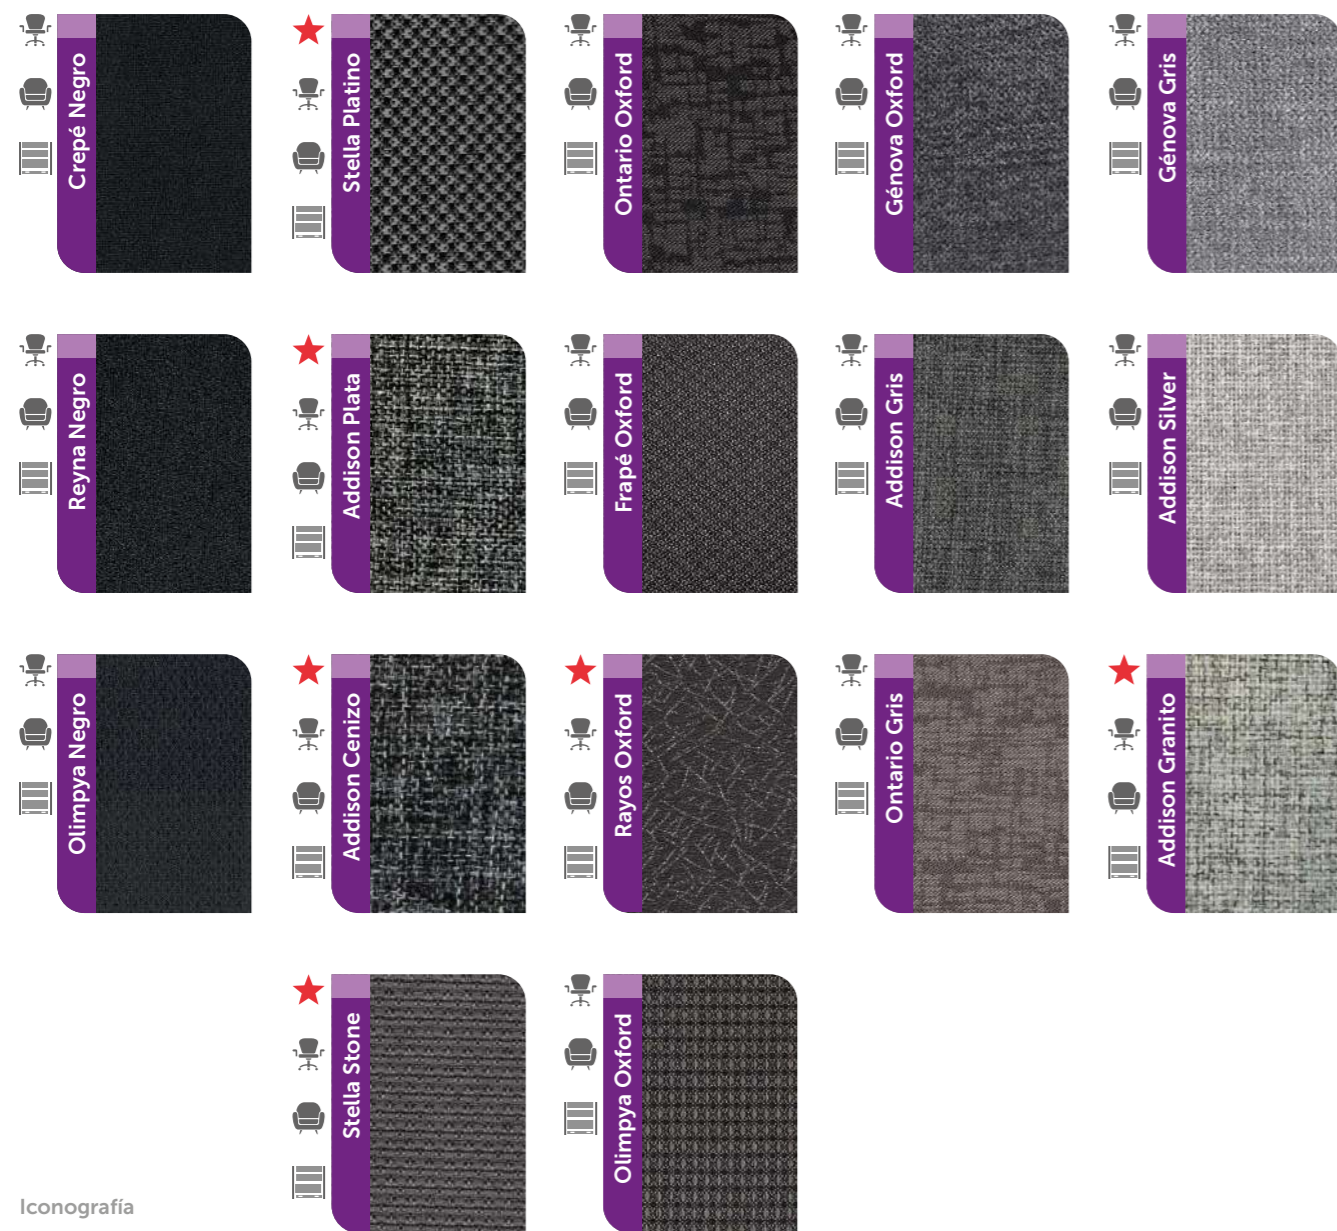 Crepé Negro
Stella Platino
Ontario Oxford
Génova Oxford
Génova Gris
Reyna Negro
Addison Plata
Frapé Oxford
Addison Gris
Addison Silver
Olimpya Negro
Addison Cenizo
Rayos Oxford
Ontario Gris
Addison Granito
Stella Stone
Olimpya Oxford
Iconografía